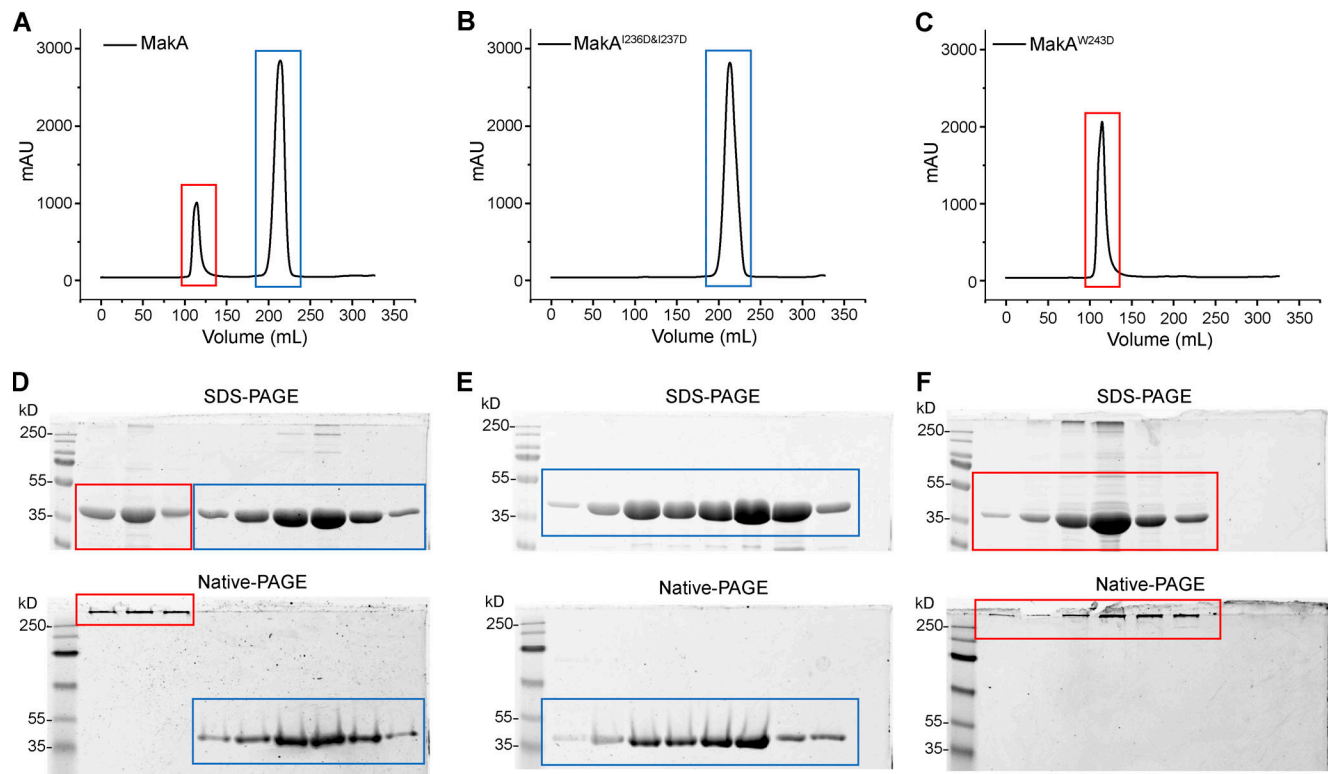 A
MakA
3000
2000
1000
0
mAU
0 50 100 150 200 250 300 350
Volume (mL)
B
MakA^I236D&I237D
3000
2000
1000
0
mAU
0 50 100 150 200 250 300 350
Volume (mL)
C
MakA^W243D
3000
2000
1000
0
mAU
0 50 100 150 200 250 300 350
Volume (mL)
D
SDS-PAGE
kD
250-
55-
35-
Native-PAGE
kD
250-
55-
35-
E
SDS-PAGE
kD
250-
55-
35-
Native-PAGE
kD
250-
55-
35-
F
SDS-PAGE
kD
250-
55-
35-
Native-PAGE
kD
250-
55-
35-